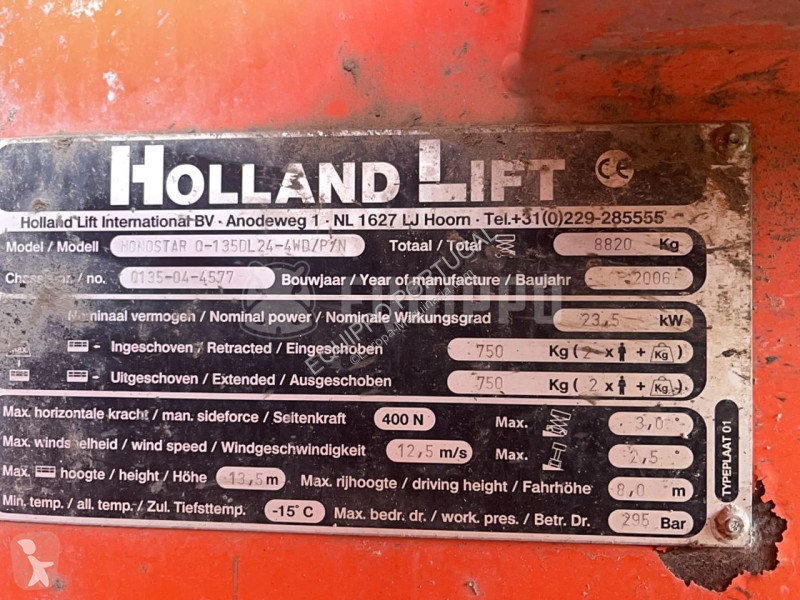 HOLLAND LIFT CE
Holland Lift International BV · Anodeweg 1 · NL 1627 LJ Hoorn · Tel.+31(0)229-285555
Model / Modell MONOSTAR Q-135DL24-4WD/P/N Totaal / Total 8820 Kg
no. Q135-04-4577 Bouwjaar / Year of manufacture / Baujahr 2006
Nominaal vermogen / Nominal power / Nominale Wirkungsgrad 23,5 kW
Ingeschoven / Retracted / Eingeschoben 750 Kg ( 2 x + Kg )
Uitgeschoven / Extended / Ausgeschoben 750 Kg ( 2 x + Kg )
Max. horizontale kracht / man. sideforce / Seitenkraft 400 N Max. 3,0 °
Max. wind speed / Windgeschwindigkeit 12,5 m/s Max. 2,5 °
Max. hoogte / height / Höhe 13,5 m Max. rijhoogte / driving height / Fahrhöhe 8,0 m
Min. temp. / all. temp. / Zul. Tiefsttemp. -15°C Max. bedr. dr. / work. pres. / Betr. Dr. 295 Bar
TYPEPLAAT 01
EQUIPPO PORTUGAL
EQUIPPO